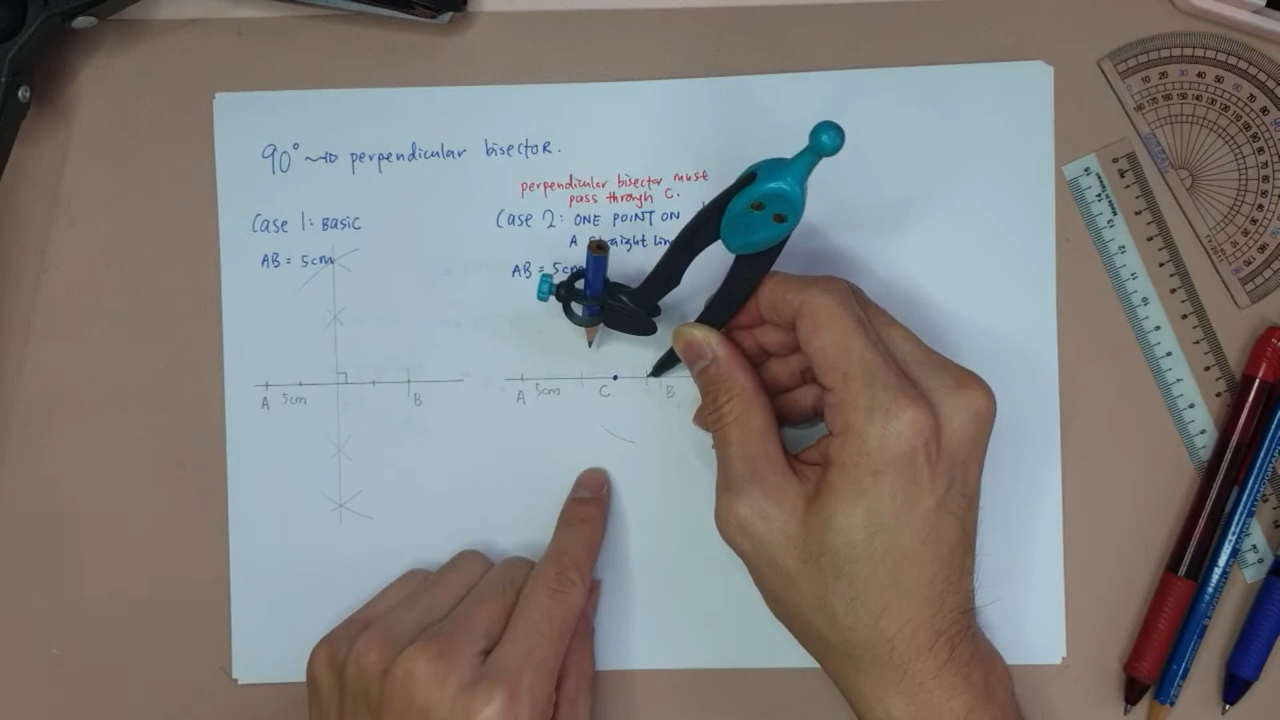 90° ~→ perpendicular bisector.
Case 1: BASIC
AB = 5cm
A 5cm B
perpendicular bisector must
pass through C.
Case 2: ONE POINT ON
A straight
AB = 5cm
A 5cm C B